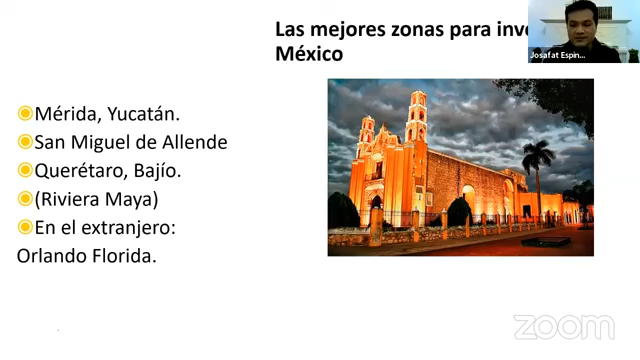 Las mejores zonas para
México
Josafat Espin...
Mérida, Yucatán.
San Miguel de Allende
Querétaro, Bajío.
(Riviera Maya)
En el extranjero:
Orlando Florida.
zoom